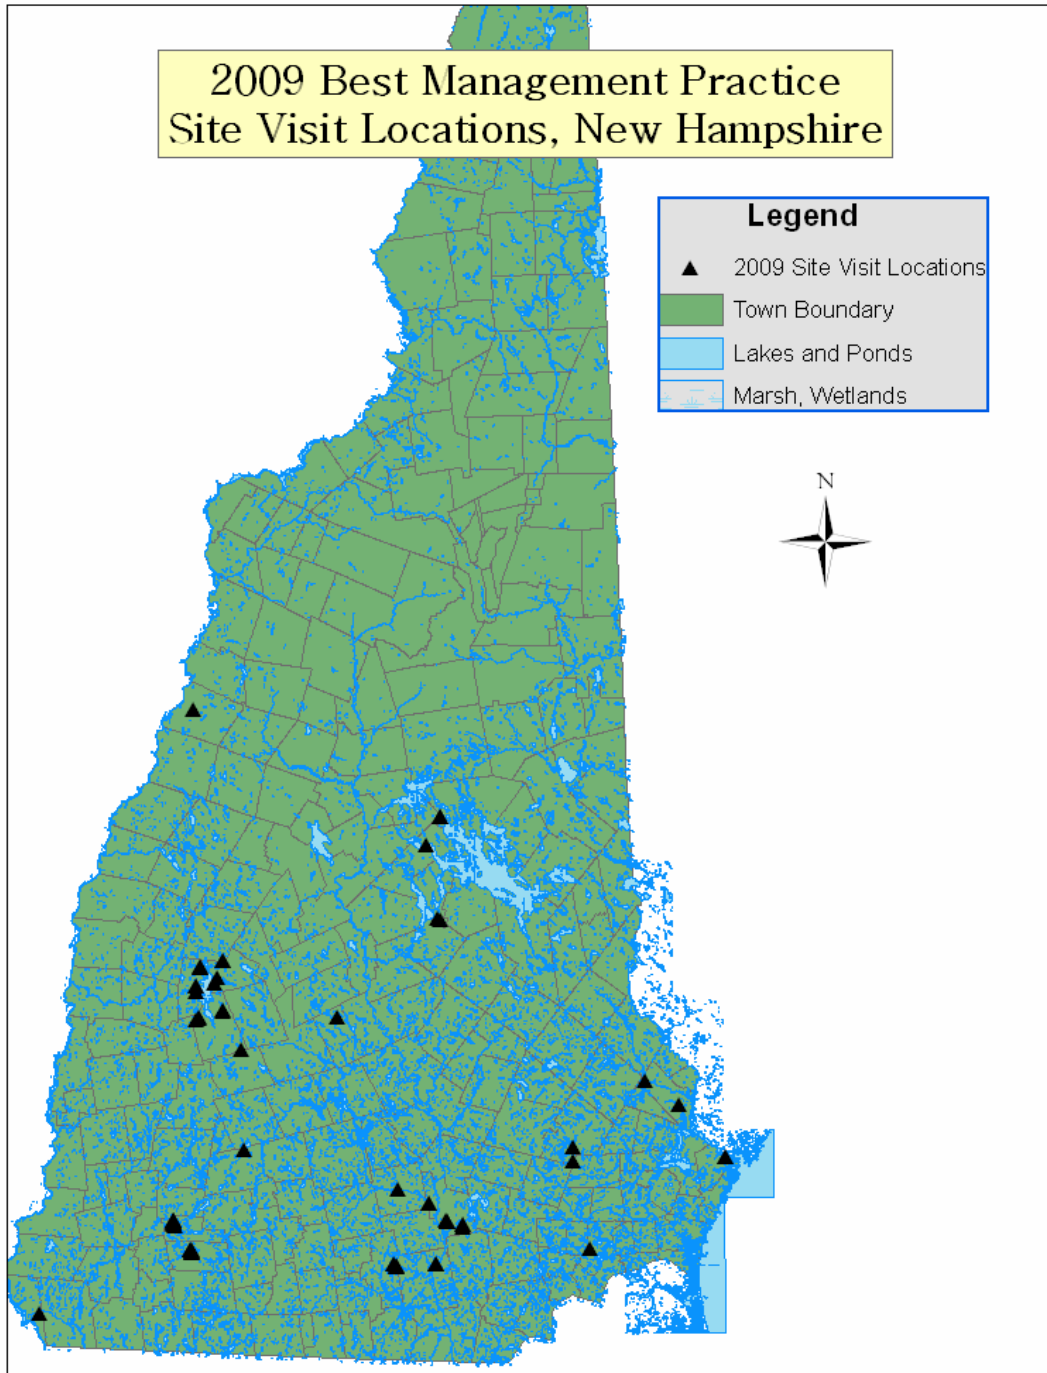 2009 Best Management Practice
Site Visit Locations, New Hampshire
Legend
2009 Site Visit Locations
Town Boundary
Lakes and Ponds
Marsh, Wetlands
N